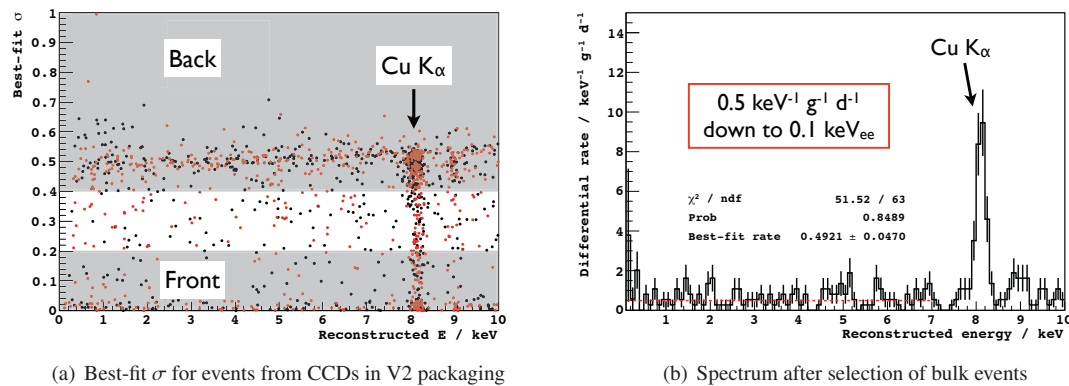 Best-fit σ
1
0.9
0.8
0.7
0.6
0.5
0.4
0.3
0.2
0.1
0
Back
Cu Kα
Front
0 1 2 3 4 5 6 7 8 9 10
Reconstructed E / keV
(a) Best-fit σ for events from CCDs in V2 packaging
Differential rate / keV⁻¹ g⁻¹ d⁻¹
15
14
12
10
8
6
4
2
0
Cu Kα
0.5 keV⁻¹ g⁻¹ d⁻¹
down to 0.1 keVee
χ² / ndf 51.52 / 63
Prob 0.8489
Best-fit rate 0.4921 ± 0.0470
1 2 3 4 5 6 7 8 9 10
Reconstructed energy / keV
(b) Spectrum after selection of bulk events